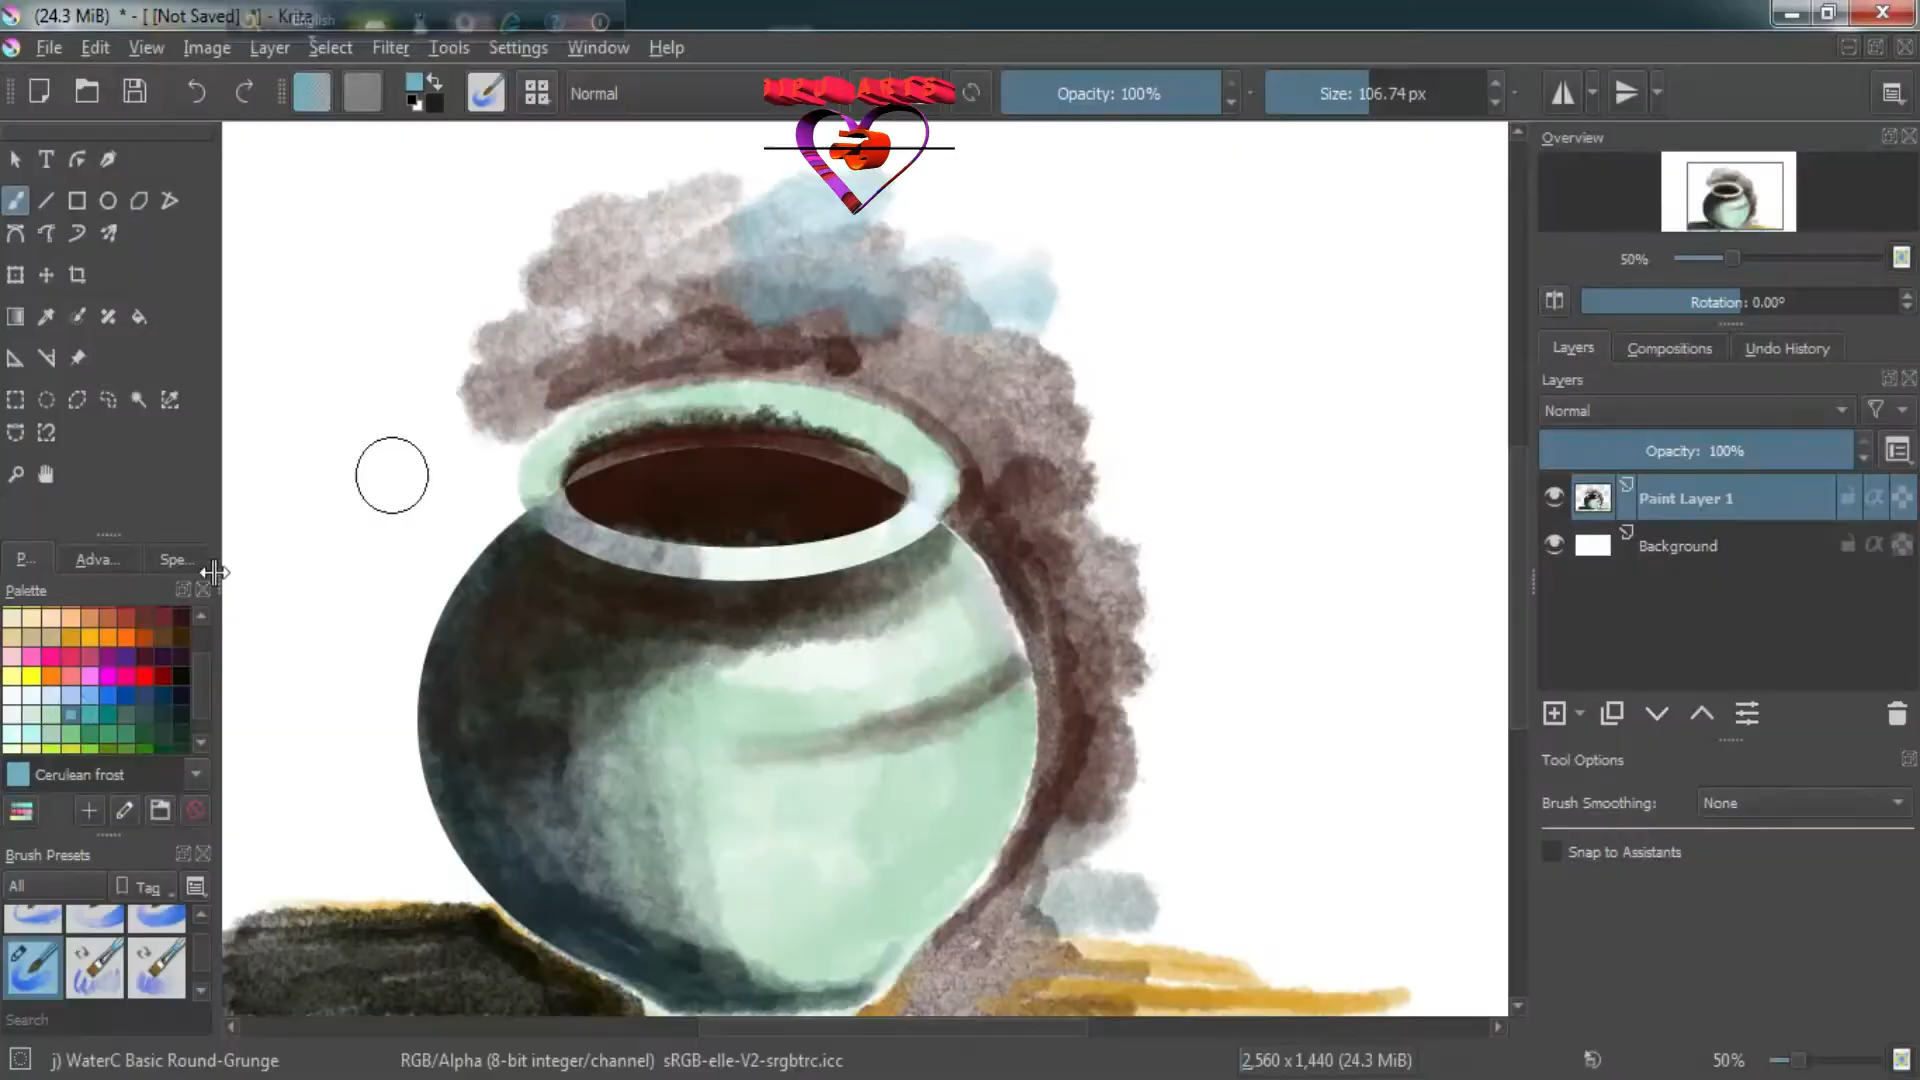 (24.3 MiB) * - [ [Not Saved] *] - Krita
English
File Edit View Image Layer Select Filter Tools Settings Window Help
Normal
Opacity: 100%
Size: 106.74 px
Overview
50%
Rotation: 0.00°
Layers Compositions Undo History
Layers
Normal
Opacity: 100%
Paint Layer 1
Background
Tool Options
Brush Smoothing: None
Snap to Assistants
P... Adva... Spe...
Palette
Cerulean frost
Brush Presets
All Tag
Search
j) WaterC Basic Round-Grunge
RGB/Alpha (8-bit integer/channel) sRGB-elle-V2-srgbtrc.icc
2,560 x 1,440 (24.3 MiB)
50%